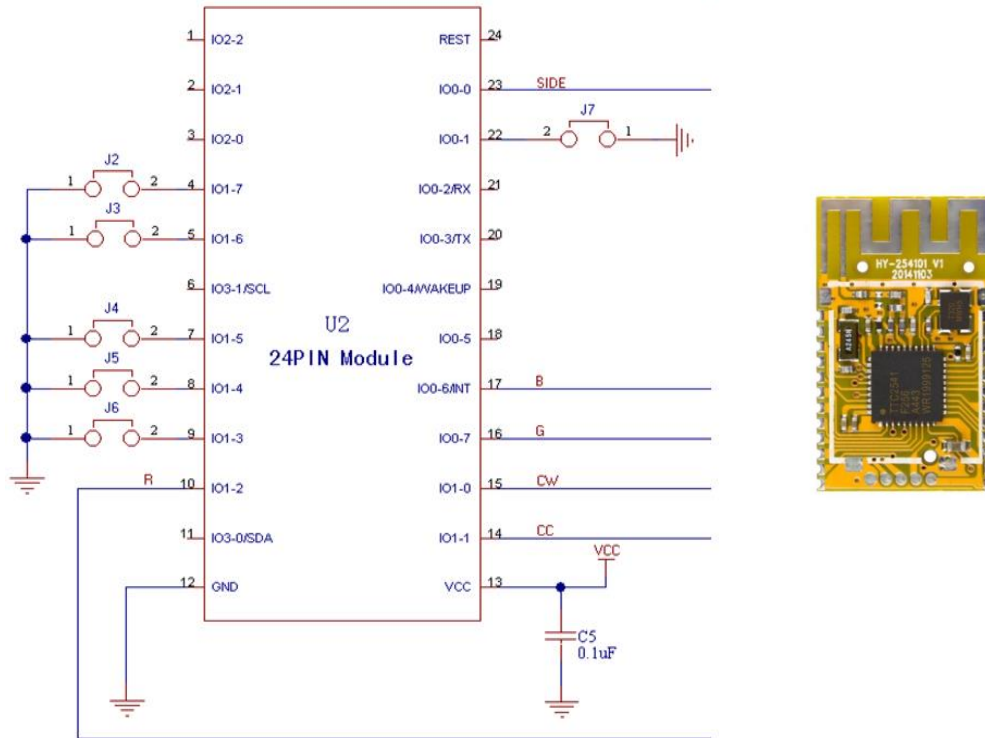 1 IO2-2
REST 24
2 IO2-1
IO0-0 23 SIDE
3 IO2-0
IO0-1 22 2 J7 1
J2
1 2 4 IO1-7
IO0-2/RX 21
J3
1 2 5 IO1-6
IO0-3/TX 20
6 IO3-1/SCL
IO0-4/WAKEUP 19
J4
1 2 7 IO1-5
IO0-5 18
U2
24PIN Module
J5
1 2 8 IO1-4
IO0-6/INT 17 B
J6
1 2 9 IO1-3
IO0-7 16 G
R 10 IO1-2
IO1-0 15 CW
11 IO3-0/SDA
IO1-1 14 CC
VCC
12 GND
VCC 13
C5
0.1uF
HY-254101 V1
20141103
A245K
TTC2541
F256
A443
WR1999126